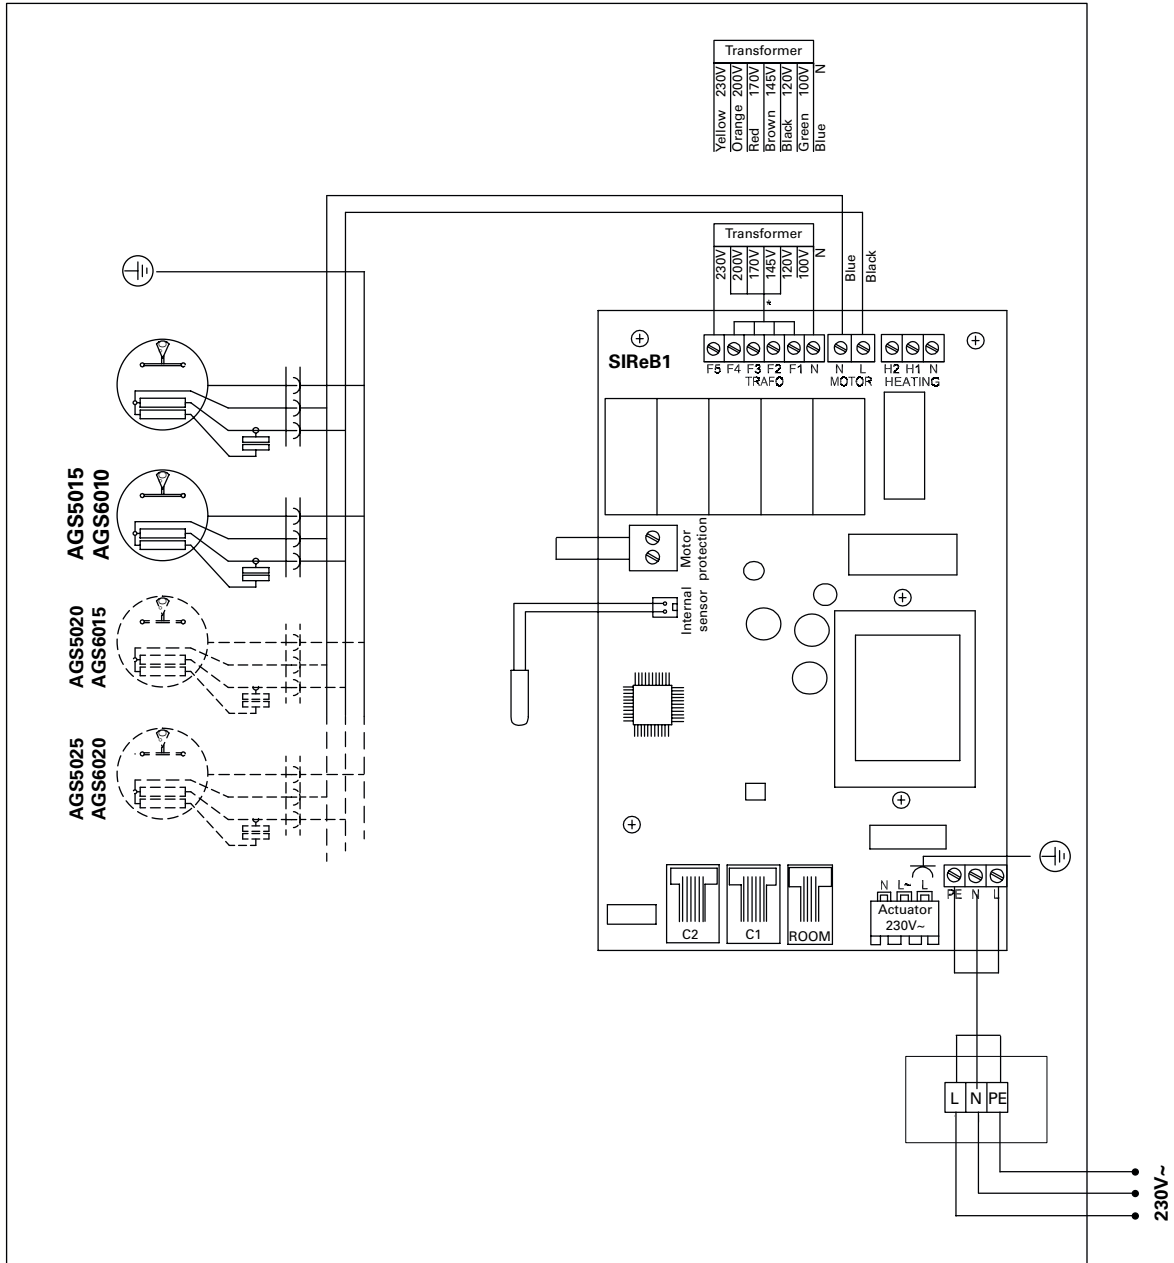 Transformer
Yellow 230V
Orange 200V
Red 170V
Brown 145V
Black 120V
Green 100V
Blue N
Transformer
230V
200V
170V
145V
120V
100V
N
*
Blue
Black
SIReB1
F5 F4 F3 F2 F1 N
TRAFO
N L
MOTOR
H2 H1 N
HEATING
AGS5015
AGS6010
AGS5020
AGS6015
AGS5025
AGS6020
Motor
protection
Internal
sensor
C2
C1
ROOM
N L~ L
Actuator
230V~
PE N L
L N PE
230V~